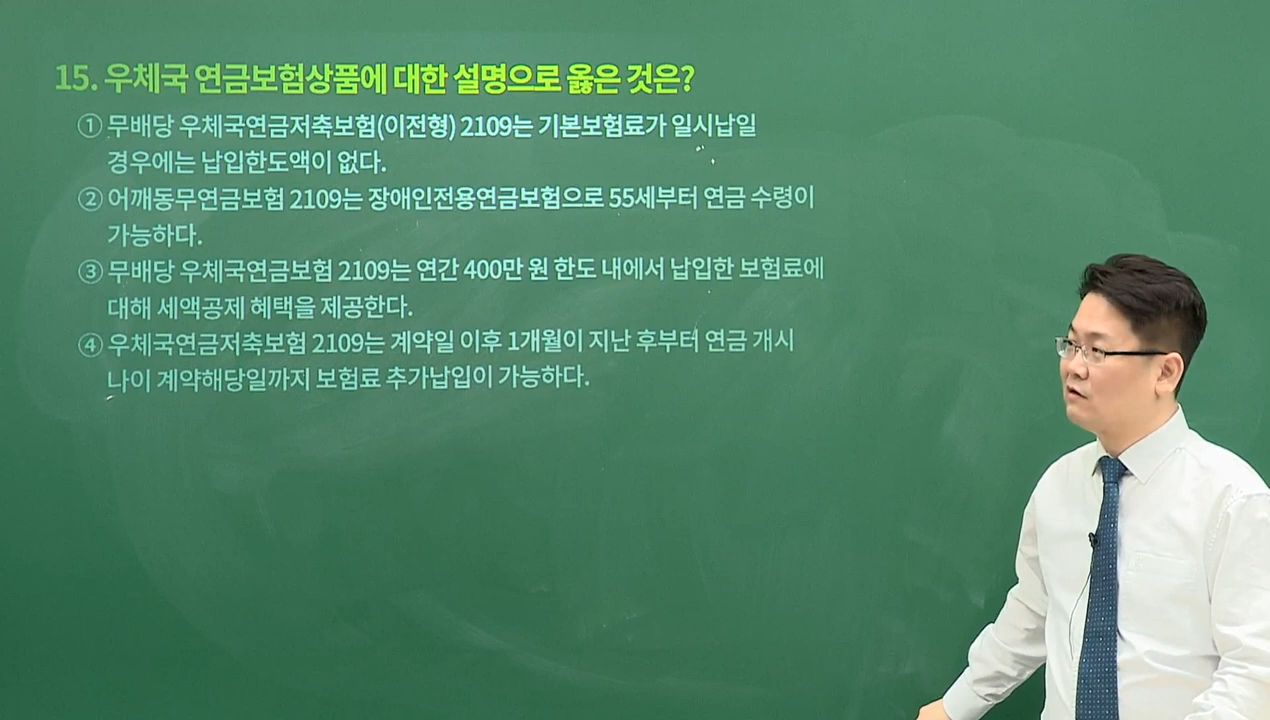 15. 우체국 연금보험상품에 대한 설명으로 옳은 것은?
① 무배당 우체국연금저축보험(이전형) 2109는 기본보험료가 일시납일
경우에는 납입한도액이 없다.
② 어깨동무연금보험 2109는 장애인전용연금보험으로 55세부터 연금 수령이
가능하다.
③ 무배당 우체국연금보험 2109는 연간 400만 원 한도 내에서 납입한 보험료에
대해 세액공제 혜택을 제공한다.
④ 우체국연금저축보험 2109는 계약일 이후 1개월이 지난 후부터 연금 개시
나이 계약해당일까지 보험료 추가납입이 가능하다.